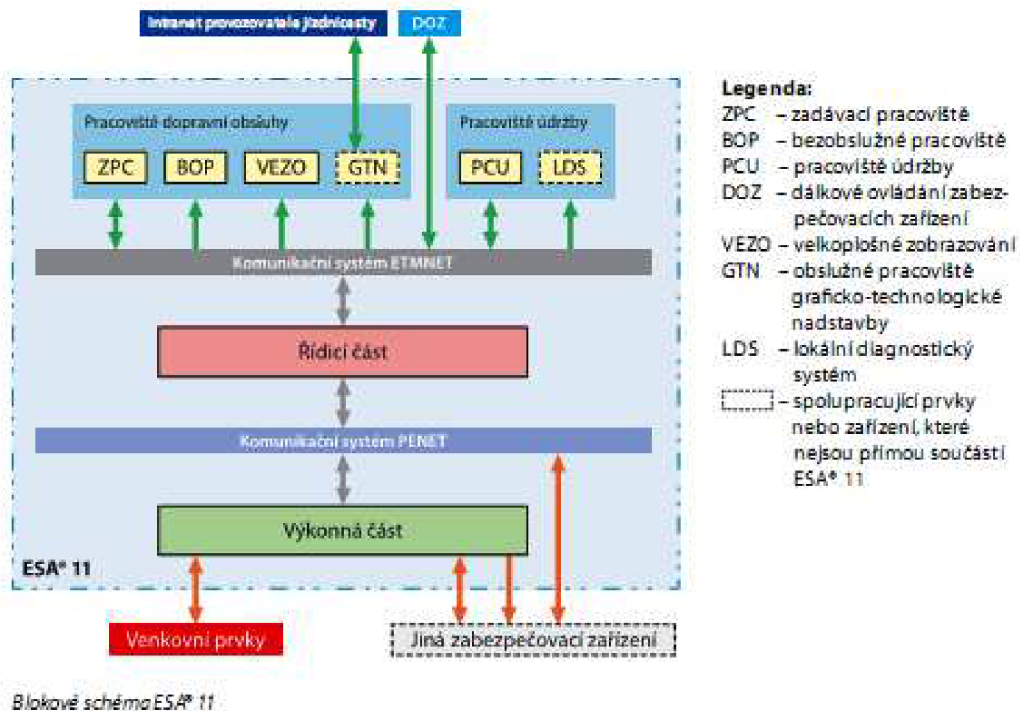 Intranet provozovatele jízdní cesty
DOZ
Pracoviště dopravní obsluhy
ZPC
BOP
VEZO
GTN
Pracoviště údržby
PCU
LDS
Komunikační systém ETMNET
Řídicí část
Komunikační systém PENET
Výkonná část
ESA® 11
Venkovní prvky
Jiná zabezpečovací zařízení
Blokové schéma ESA® 11
Legenda:
ZPC – zadávací pracoviště
BOP – bezobslužné pracoviště
PCU – pracoviště údržby
DOZ – dálkové ovládání zabez-
pečovacích zařízení
VEZO – velkoplošné zobrazování
GTN – obslužné pracoviště
graficko-technologické
nadstavby
LDS – lokální diagnostický
systém
– spolupracující prvky
nebo zařízení, které
nejsou přímou součástí
ESA® 11